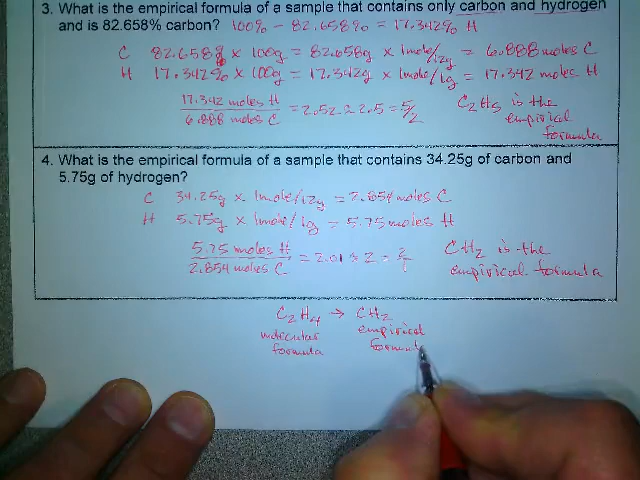 3. What is the empirical formula of a sample that contains only carbon and hydrogen
and is 82.658% carbon? 100% - 82.658% = 17.342% H
C 82.658% x 100g = 82.658g x 1mole/12g = 6.888 moles C
H 17.342% x 100g = 17.342g x 1mole/1g = 17.342 moles H
17.342 moles H
6.888 moles C
= 2.52 ≈ 2.5 = 5/2
C2H5 is the
empirical
formula
4. What is the empirical formula of a sample that contains 34.25g of carbon and
5.75g of hydrogen?
C 34.25g x 1mole/12g = 2.854 moles C
H 5.75g x 1mole/1g = 5.75 moles H
5.75 moles H
2.854 moles C
= 2.01 ≈ 2 = 2/1
CH2 is the
empirical formula
C2H4 → CH2
molecular
formula
empirical
formula